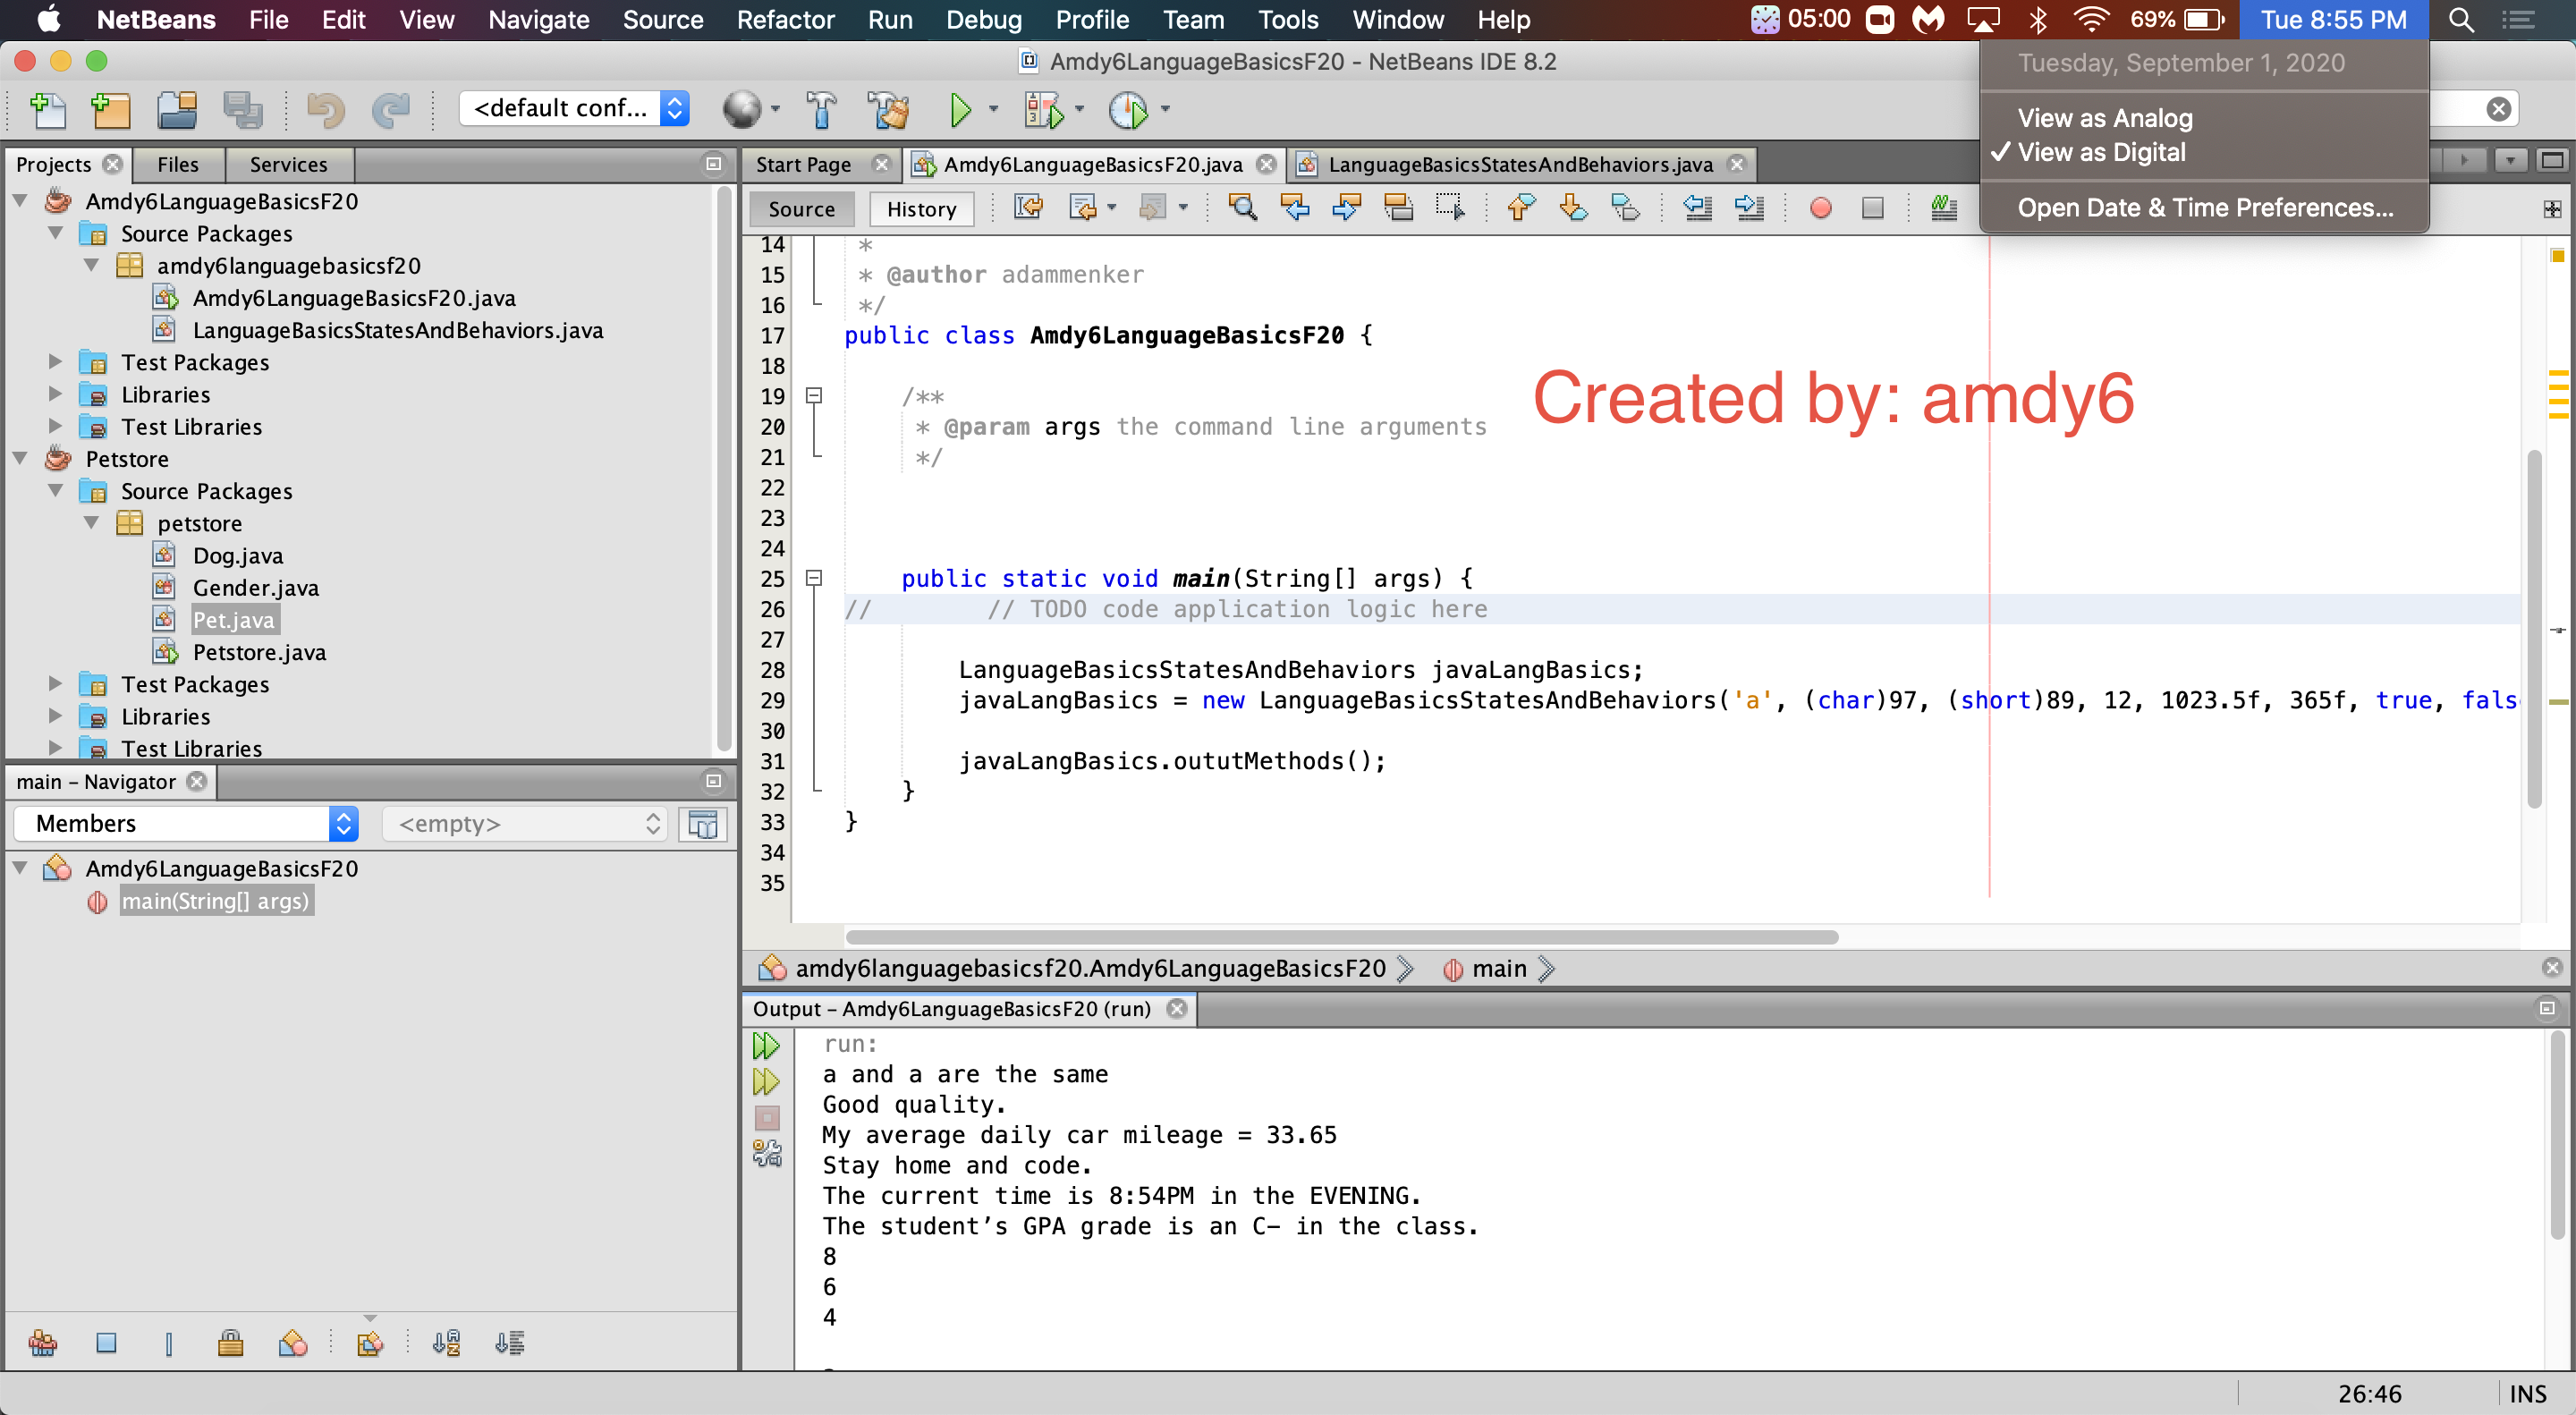 NetBeans File Edit View Navigate Source Refactor Run Debug Profile Team Tools Window Help 05:00 69% Tue 8:55 PM
Amdy6LanguageBasicsF20 - NetBeans IDE 8.2
Tuesday, September 1, 2020
View as Analog
✓ View as Digital
Open Date & Time Preferences...
<default conf...
Projects Files Services
Amdy6LanguageBasicsF20
Source Packages
amdy6languagebasicsf20
Amdy6LanguageBasicsF20.java
LanguageBasicsStatesAndBehaviors.java
Test Packages
Libraries
Test Libraries
Petstore
Source Packages
petstore
Dog.java
Gender.java
Pet.java
Petstore.java
Test Packages
Libraries
Test Libraries
main - Navigator
Members <empty>
Amdy6LanguageBasicsF20
main(String[] args)
Start Page Amdy6LanguageBasicsF20.java LanguageBasicsStatesAndBehaviors.java
Source History
14 *
15 * @author adammenker
16 */
17 public class Amdy6LanguageBasicsF20 {
18
Created by: amdy6
19 /**
20 * @param args the command line arguments
21 */
22
23
24
25 public static void main(String[] args) {
26 // // TODO code application logic here
27
28 LanguageBasicsStatesAndBehaviors javaLangBasics;
29 javaLangBasics = new LanguageBasicsStatesAndBehaviors('a', (char)97, (short)89, 12, 1023.5f, 365f, true, fals
30
31 javaLangBasics.oututMethods();
32 }
33 }
34
35
amdy6languagebasicsf20.Amdy6LanguageBasicsF20 main
Output - Amdy6LanguageBasicsF20 (run)
run:
a and a are the same
Good quality.
My average daily car mileage = 33.65
Stay home and code.
The current time is 8:54PM in the EVENING.
The student’s GPA grade is an C- in the class.
8
6
4
26:46 INS